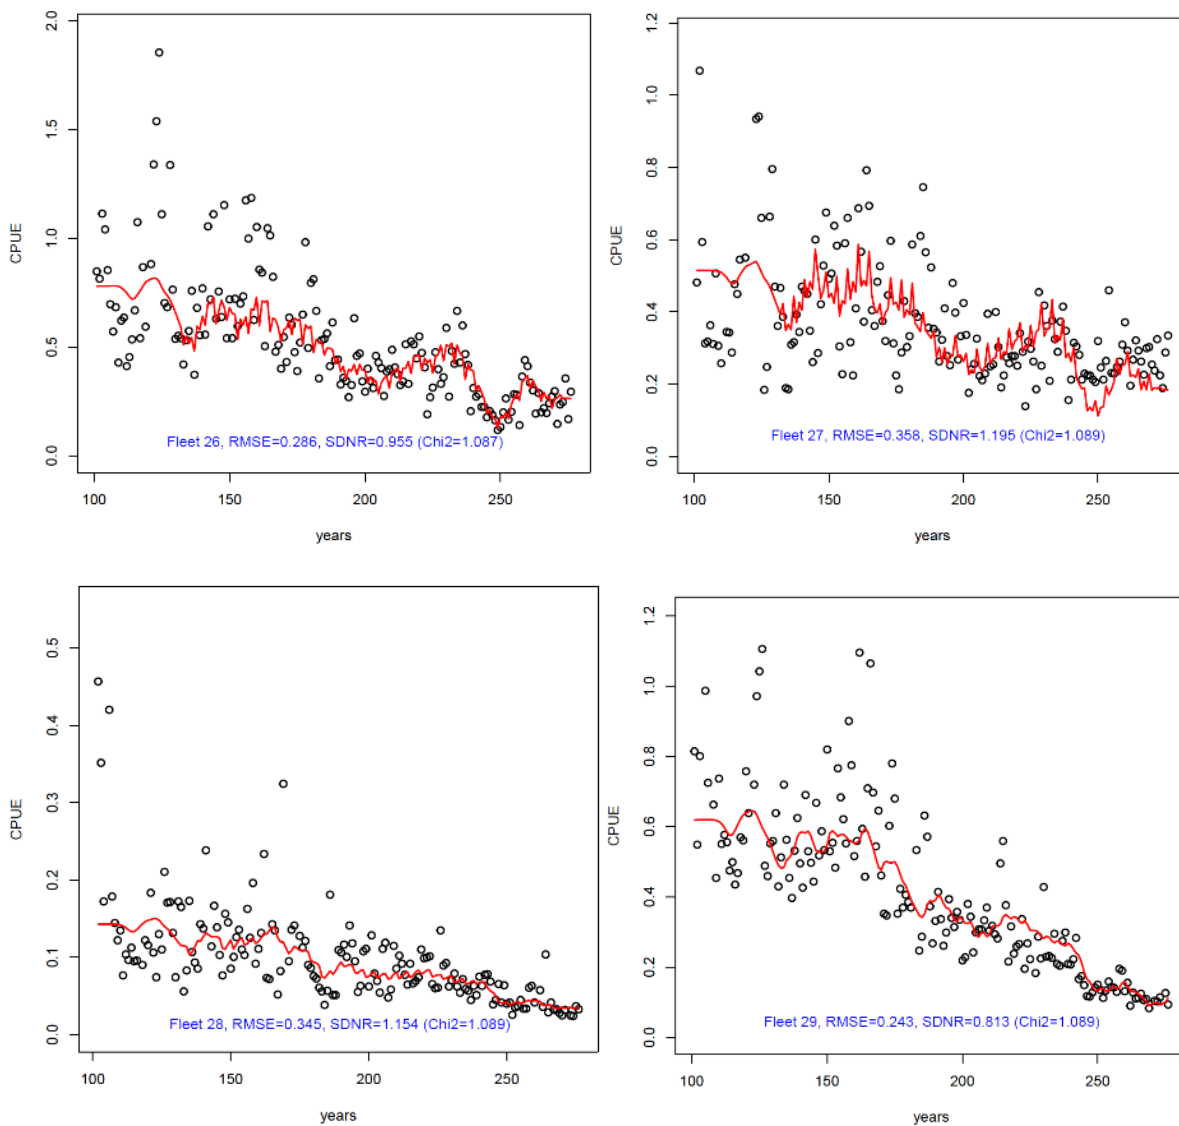 2.0
1.5
1.0
0.5
0.0
CPUE
Fleet 26, RMSE=0.286, SDNR=0.955 (Chi2=1.087)
100 150 200 250
years
1.2
1.0
0.8
0.6
0.4
0.2
0.0
CPUE
Fleet 27, RMSE=0.358, SDNR=1.195 (Chi2=1.089)
100 150 200 250
years
0.5
0.4
0.3
0.2
0.1
0.0
CPUE
Fleet 28, RMSE=0.345, SDNR=1.154 (Chi2=1.089)
100 150 200 250
years
1.2
1.0
0.8
0.6
0.4
0.2
0.0
CPUE
Fleet 29, RMSE=0.243, SDNR=0.813 (Chi2=1.089)
100 150 200 250
years